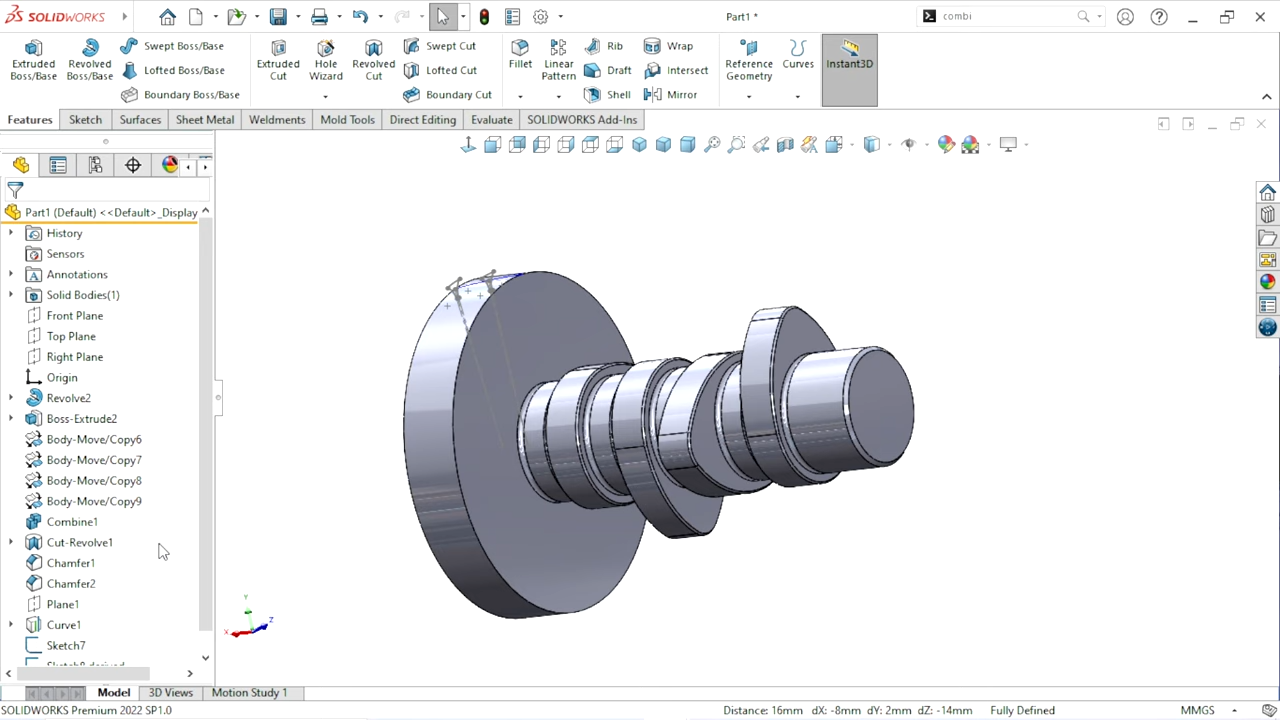 SOLIDWORKS
Part1 *
combi
Extruded Boss/Base
Revolved Boss/Base
Swept Boss/Base
Lofted Boss/Base
Boundary Boss/Base
Extruded Cut
Hole Wizard
Revolved Cut
Swept Cut
Lofted Cut
Boundary Cut
Fillet
Linear Pattern
Rib
Draft
Shell
Wrap
Intersect
Mirror
Reference Geometry
Curves
Instant3D
Features
Sketch
Surfaces
Sheet Metal
Weldments
Mold Tools
Direct Editing
Evaluate
SOLIDWORKS Add-Ins
Part1 (Default) <<Default>_Display
History
Sensors
Annotations
Solid Bodies(1)
Front Plane
Top Plane
Right Plane
Origin
Revolve2
Boss-Extrude2
Body-Move/Copy6
Body-Move/Copy7
Body-Move/Copy8
Body-Move/Copy9
Combine1
Cut-Revolve1
Chamfer1
Chamfer2
Plane1
Curve1
Sketch7
Sketch8 derived
Y
X
Z
Model
3D Views
Motion Study 1
SOLIDWORKS Premium 2022 SP1.0
Distance: 16mm dX: -8mm dY: 2mm dZ: -14mm
Fully Defined
MMGS